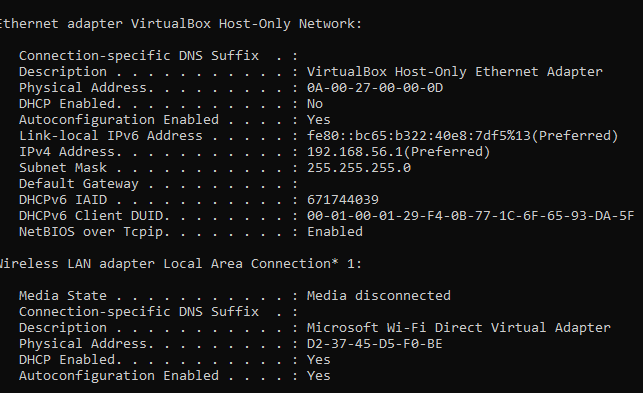 Ethernet adapter VirtualBox Host-Only Network:
Connection-specific DNS Suffix  . :
Description . . . . . . . . . . . : VirtualBox Host-Only Ethernet Adapter
Physical Address. . . . . . . . . : 0A-00-27-00-00-0D
DHCP Enabled. . . . . . . . . . . : No
Autoconfiguration Enabled . . . . : Yes
Link-local IPv6 Address . . . . . : fe80::bc65:b322:40e8:7df5%13(Preferred)
IPv4 Address. . . . . . . . . . . : 192.168.56.1(Preferred)
Subnet Mask . . . . . . . . . . . : 255.255.255.0
Default Gateway . . . . . . . . . :
DHCPv6 IAID . . . . . . . . . . . : 671744039
DHCPv6 Client DUID. . . . . . . . : 00-01-00-01-29-F4-0B-77-1C-6F-65-93-DA-5F
NetBIOS over Tcpip. . . . . . . . : Enabled
Wireless LAN adapter Local Area Connection* 1:
Media State . . . . . . . . . . . : Media disconnected
Connection-specific DNS Suffix  . :
Description . . . . . . . . . . . : Microsoft Wi-Fi Direct Virtual Adapter
Physical Address. . . . . . . . . : D2-37-45-D5-F0-BE
DHCP Enabled. . . . . . . . . . . : Yes
Autoconfiguration Enabled . . . . : Yes